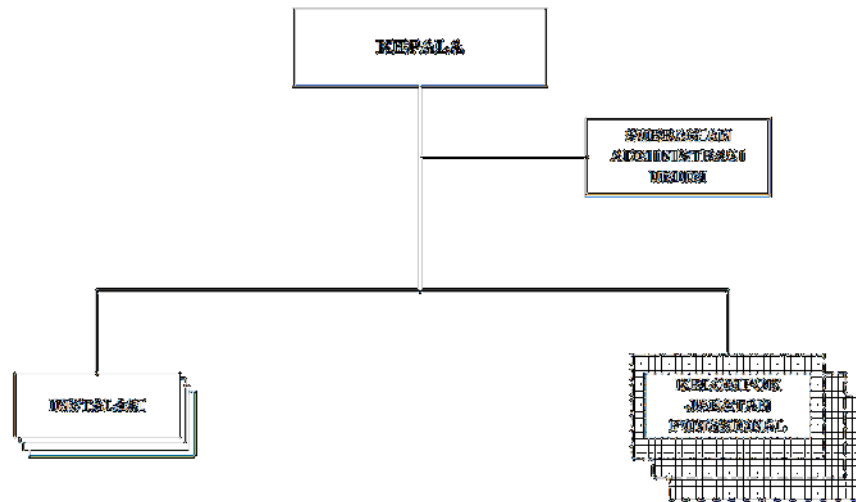 KEPALA
SUBBAGIAN
ADMINISTRASI
UMUM
INSTALASI
KELOMPOK
JABATAN
FUNGSIONAL